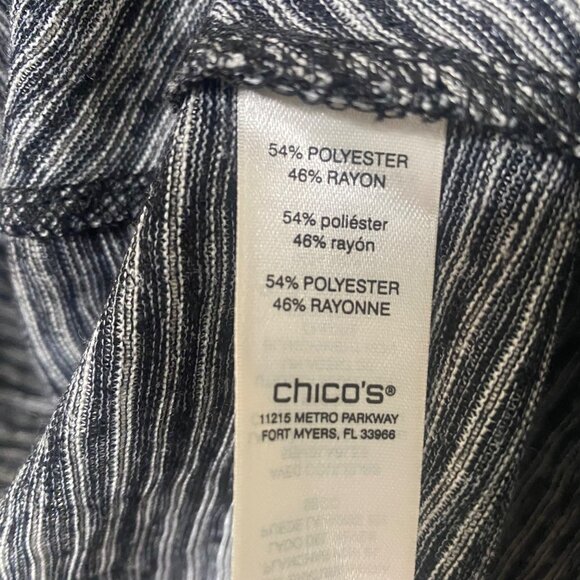 54% POLYESTER
46% RAYON
54% poliéster
46% rayón
54% POLYESTER
46% RAYONNE
chico's®
11215 METRO PARKWAY
FORT MYERS, FL 33966